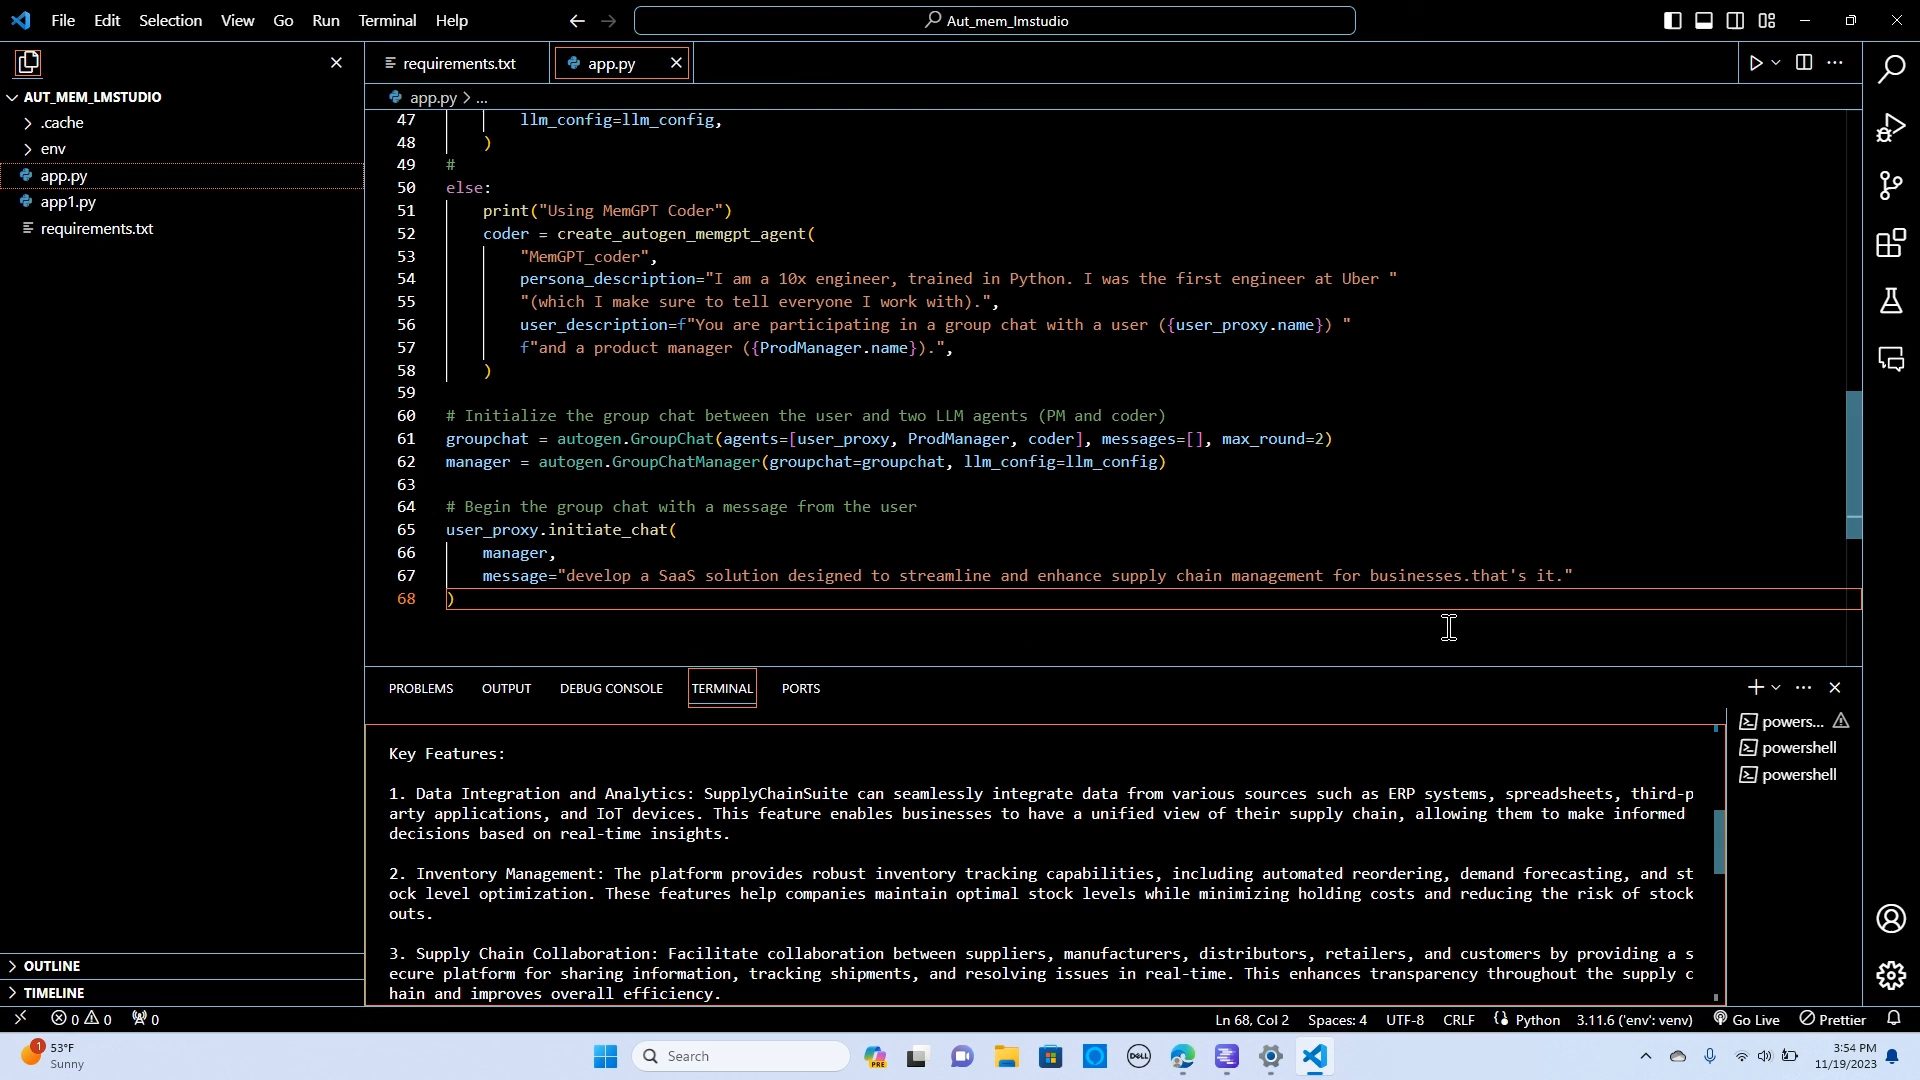 File Edit Selection View Go Run Terminal Help
Aut_mem_lmstudio
requirements.txt
app.py
AUT_MEM_LMSTUDIO
.cache
env
app.py
app1.py
requirements.txt
OUTLINE
TIMELINE
app.py > ...
47 llm_config=llm_config,
48 )
49 #
50 else:
51 print("Using MemGPT Coder")
52 coder = create_autogen_memgpt_agent(
53 "MemGPT_coder",
54 persona_description="I am a 10x engineer, trained in Python. I was the first engineer at Uber "
55 "(which I make sure to tell everyone I work with).",
56 user_description=f"You are participating in a group chat with a user ({user_proxy.name}) "
57 f"and a product manager ({ProdManager.name}).",
58 )
59
60 # Initialize the group chat between the user and two LLM agents (PM and coder)
61 groupchat = autogen.GroupChat(agents=[user_proxy, ProdManager, coder], messages=[], max_round=2)
62 manager = autogen.GroupChatManager(groupchat=groupchat, llm_config=llm_config)
63
64 # Begin the group chat with a message from the user
65 user_proxy.initiate_chat(
66 manager,
67 message="develop a SaaS solution designed to streamline and enhance supply chain management for businesses.that's it."
68 )
PROBLEMS OUTPUT DEBUG CONSOLE TERMINAL PORTS
powers...
powershell
powershell
Key Features:
1. Data Integration and Analytics: SupplyChainSuite can seamlessly integrate data from various sources such as ERP systems, spreadsheets, third-p
arty applications, and IoT devices. This feature enables businesses to have a unified view of their supply chain, allowing them to make informed
decisions based on real-time insights.
2. Inventory Management: The platform provides robust inventory tracking capabilities, including automated reordering, demand forecasting, and st
ock level optimization. These features help companies maintain optimal stock levels while minimizing holding costs and reducing the risk of stock
outs.
3. Supply Chain Collaboration: Facilitate collaboration between suppliers, manufacturers, distributors, retailers, and customers by providing a s
ecure platform for sharing information, tracking shipments, and resolving issues in real-time. This enhances transparency throughout the supply c
hain and improves overall efficiency.
0 0 0
Ln 68, Col 2 Spaces: 4 UTF-8 CRLF Python 3.11.6 ('env': venv) Go Live Prettier
1
53°F
Sunny
Search
PRE
DELL
3:54 PM
11/19/2023